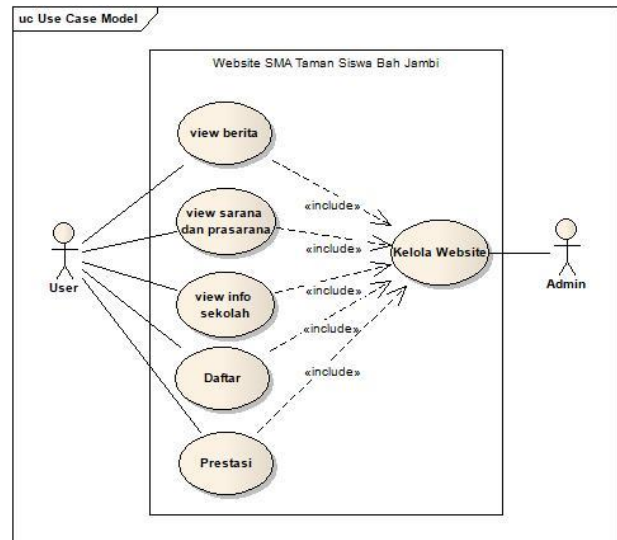 uc Use Case Model
Website SMA Taman Siswa Bah Jambi
view berita
«include»
view sarana
dan prasarana
«include»
Kelola Website
User
Admin
view info
sekolah
«include»
«include»
Daftar
«include»
Prestasi